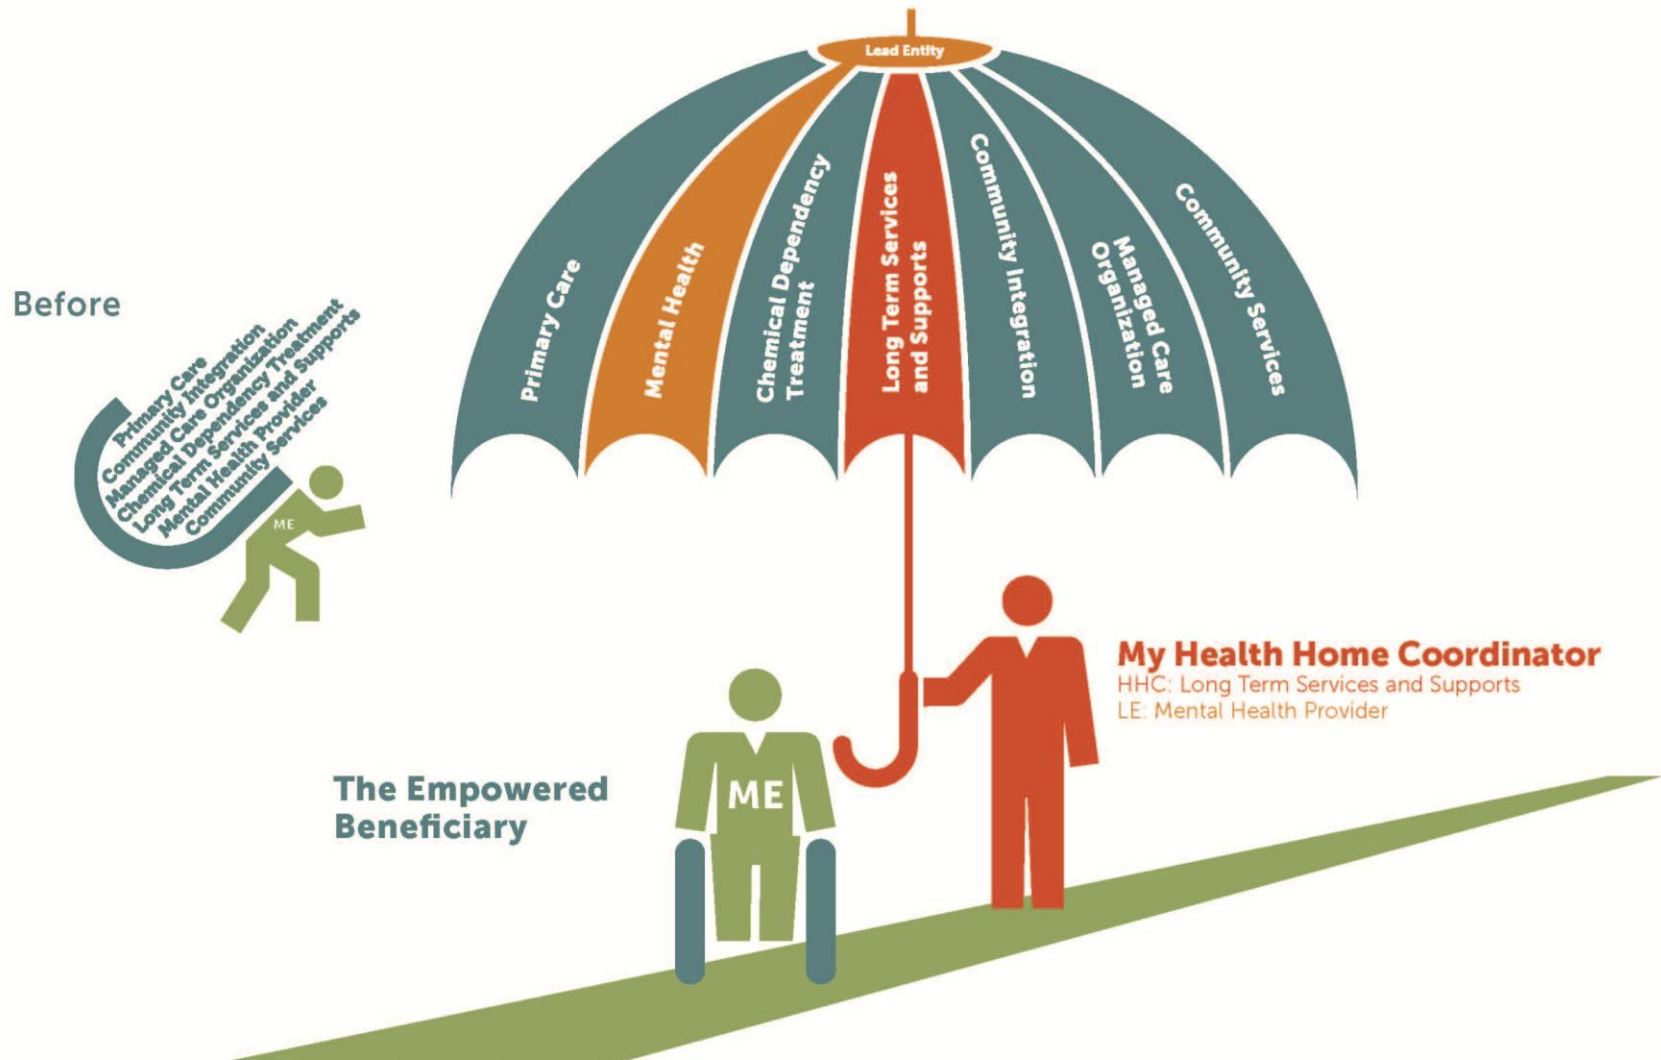 Lead Entity
Primary Care
Mental Health
Chemical Dependency
Treatment
Long Term Services
and Supports
Community Integration
Managed Care
Organization
Community Services
Before
Primary Care
Community Integration
Managed Care Organization
Chemical Dependency Treatment
Long Term Services and Supports
Mental Health Provider
Community Services
ME
My Health Home Coordinator
HHC: Long Term Services and Supports
LE: Mental Health Provider
The Empowered
Beneficiary
ME